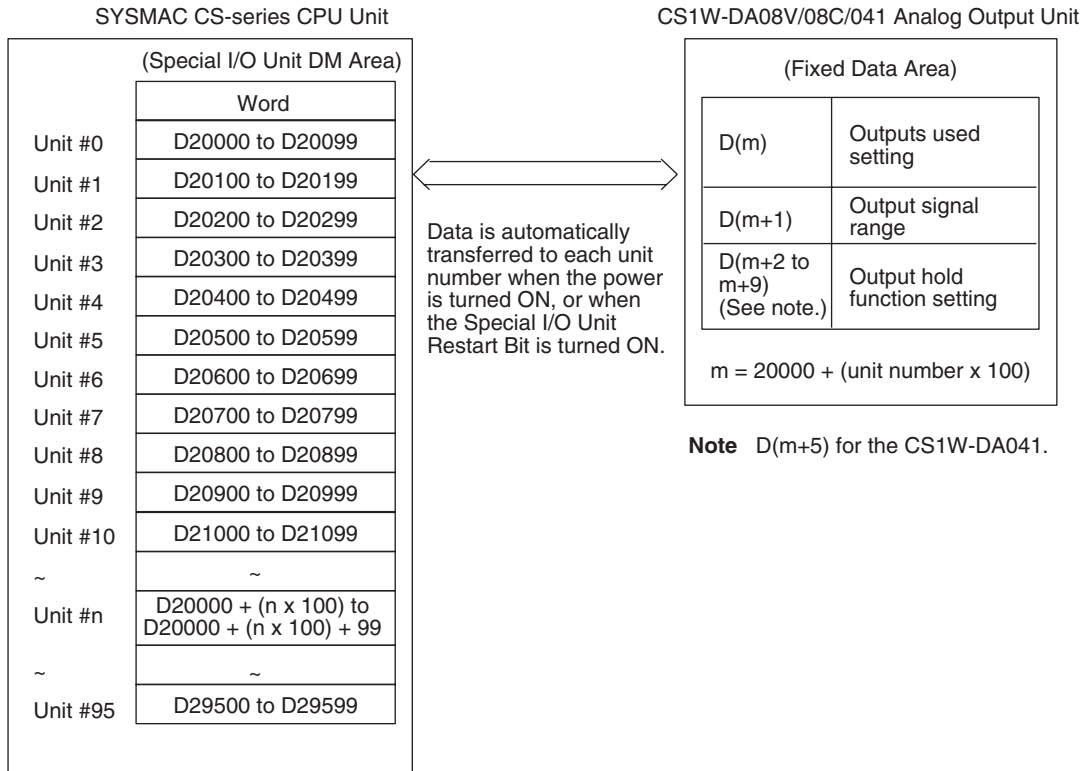 SYSMAC CS-series CPU Unit
CS1W-DA08V/08C/041 Analog Output Unit
(Special I/O Unit DM Area)
Word
Unit #0 D20000 to D20099
Unit #1 D20100 to D20199
Unit #2 D20200 to D20299
Unit #3 D20300 to D20399
Unit #4 D20400 to D20499
Unit #5 D20500 to D20599
Unit #6 D20600 to D20699
Unit #7 D20700 to D20799
Unit #8 D20800 to D20899
Unit #9 D20900 to D20999
Unit #10 D21000 to D21099
~ ~
Unit #n D20000 + (n x 100) to
D20000 + (n x 100) + 99
~ ~
Unit #95 D29500 to D29599
Data is automatically
transferred to each unit
number when the power
is turned ON, or when
the Special I/O Unit
Restart Bit is turned ON.
(Fixed Data Area)
D(m) Outputs used
setting
D(m+1) Output signal
range
D(m+2 to
m+9)
(See note.)
Output hold
function setting
m = 20000 + (unit number x 100)
Note D(m+5) for the CS1W-DA041.